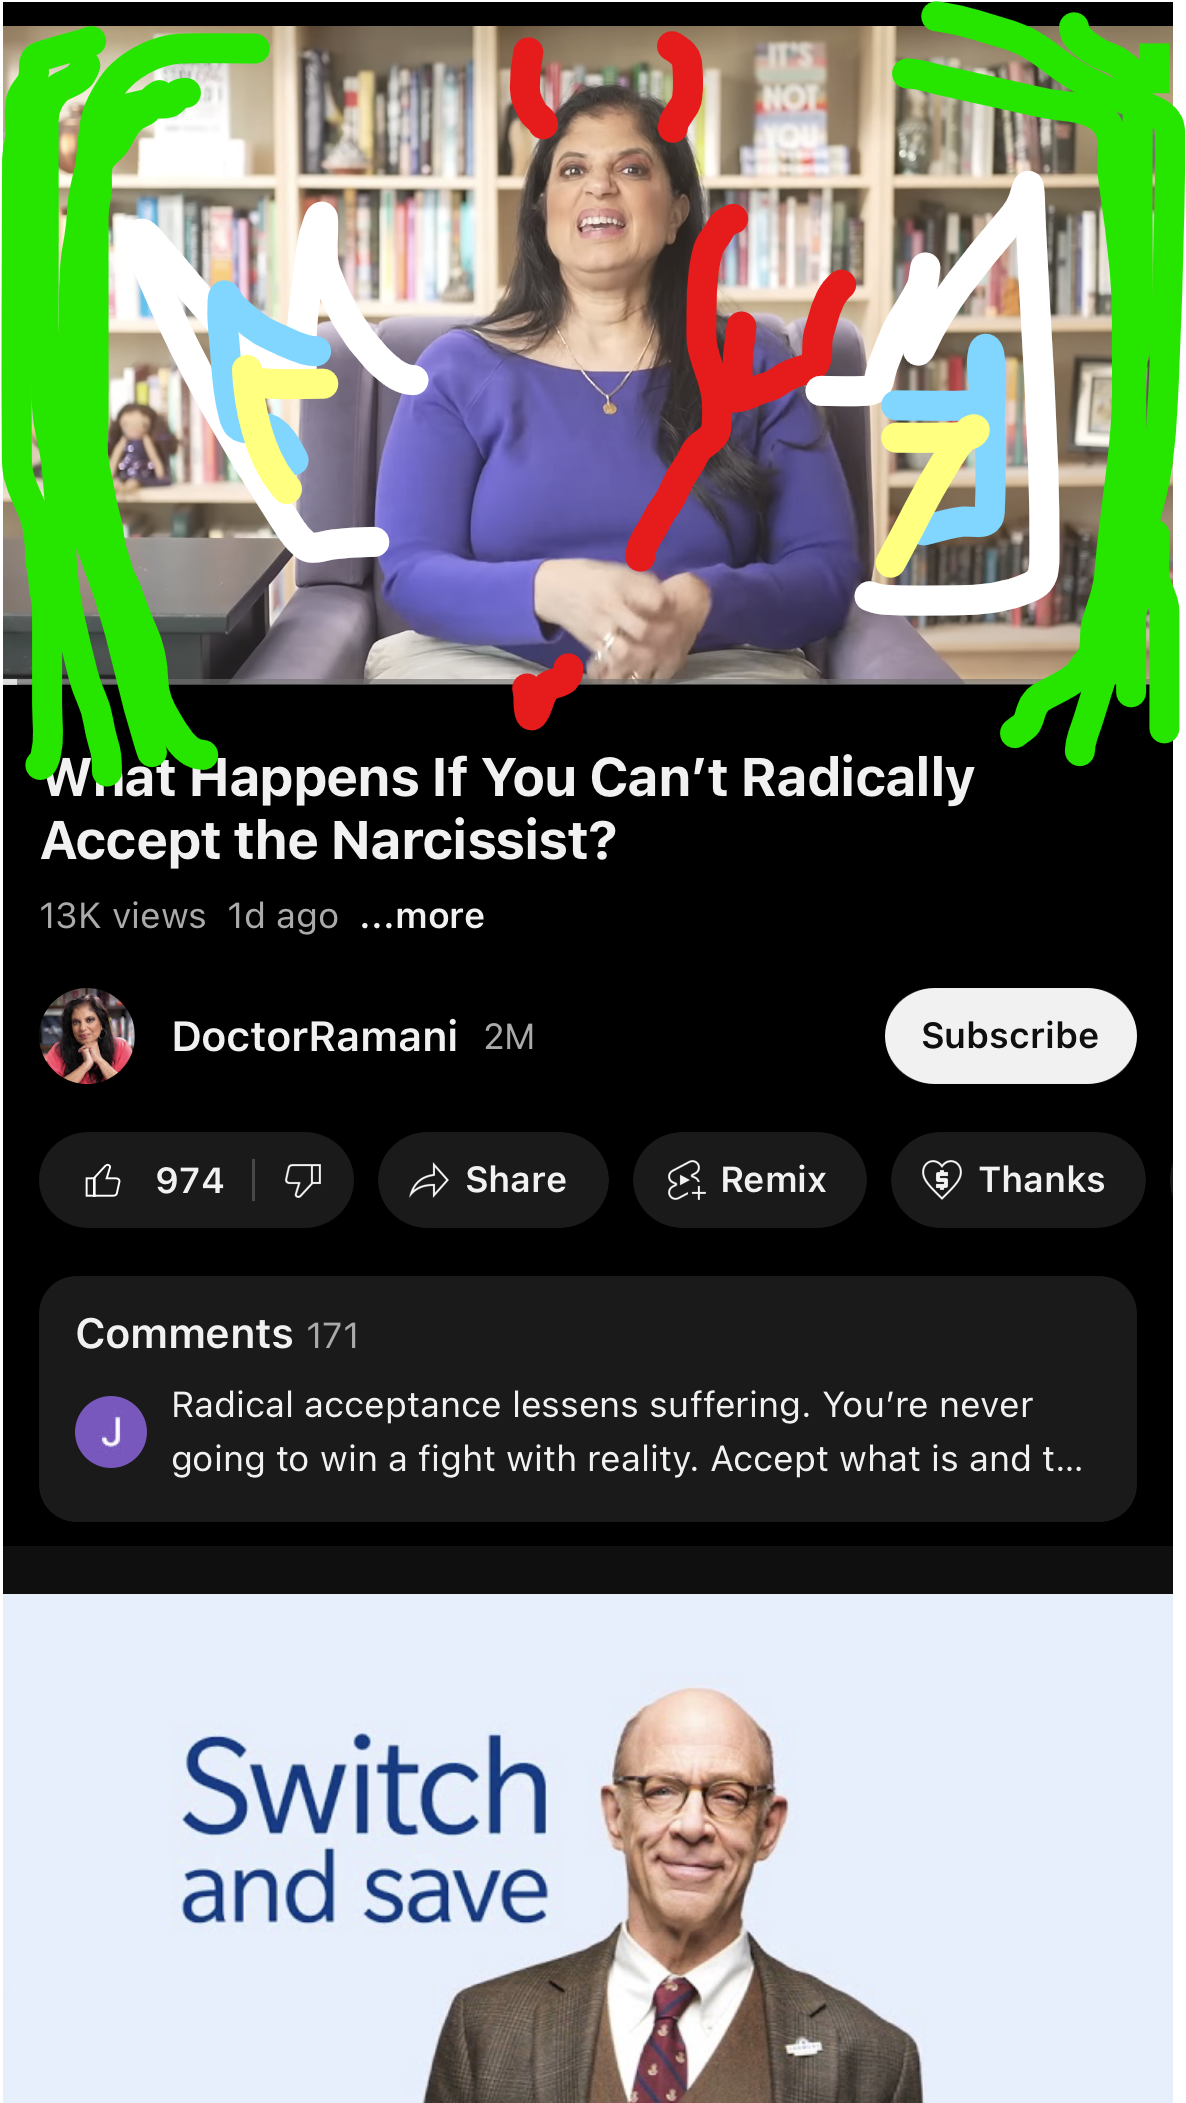 IT'S
NOT
YOU
What Happens If You Can’t Radically
Accept the Narcissist?
13K views 1d ago ...more
DoctorRamani 2M
Subscribe
974
Share
Remix
Thanks
Comments 171
J
Radical acceptance lessens suffering. You’re never
going to win a fight with reality. Accept what is and t...
Switch
and save